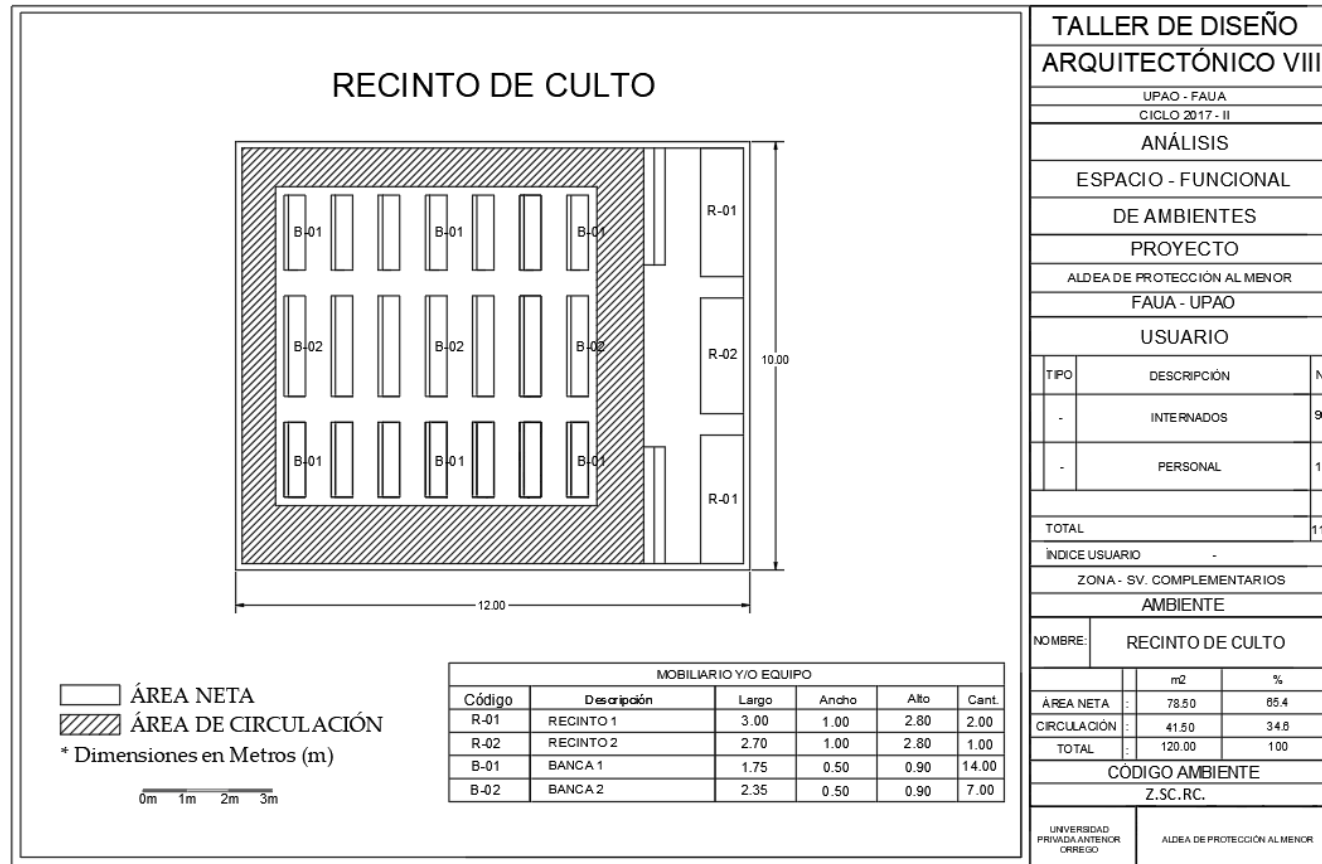 RECINTO DE CULTO
B-01 B-01 B-01
R-01
B-02 B-02 B-02
R-02
10.00
B-01 B-01 B-01
R-01
12.00
ÁREA NETA
ÁREA DE CIRCULACIÓN
* Dimensiones en Metros (m)
0m 1m 2m 3m
MOBILIARIO Y/O EQUIPO
Código Descripción Largo Ancho Alto Cant.
R-01 RECINTO 1 3.00 1.00 2.80 2.00
R-02 RECINTO 2 2.70 1.00 2.80 1.00
B-01 BANCA 1 1.75 0.50 0.90 14.00
B-02 BANCA 2 2.35 0.50 0.90 7.00
TALLER DE DISEÑO
ARQUITECTÓNICO VIII
UPAO - FAUA
CICLO 2017 - II
ANÁLISIS
ESPACIO - FUNCIONAL
DE AMBIENTES
PROYECTO
ALDEA DE PROTECCIÓN AL MENOR
FAUA - UPAO
USUARIO
TIPO DESCRIPCIÓN
- INTERNADOS
- PERSONAL
TOTAL
ÍNDICE USUARIO -
ZONA - SV. COMPLEMENTARIOS
AMBIENTE
NOMBRE: RECINTO DE CULTO
m2 %
ÁREA NETA : 78.50 65.4
CIRCULACIÓN : 41.50 34.6
TOTAL : 120.00 100
CÓDIGO AMBIENTE
Z.SC.RC.
UNIVERSIDAD
PRIVADA ANTENOR
ORREGO
ALDEA DE PROTECCIÓN AL MENOR